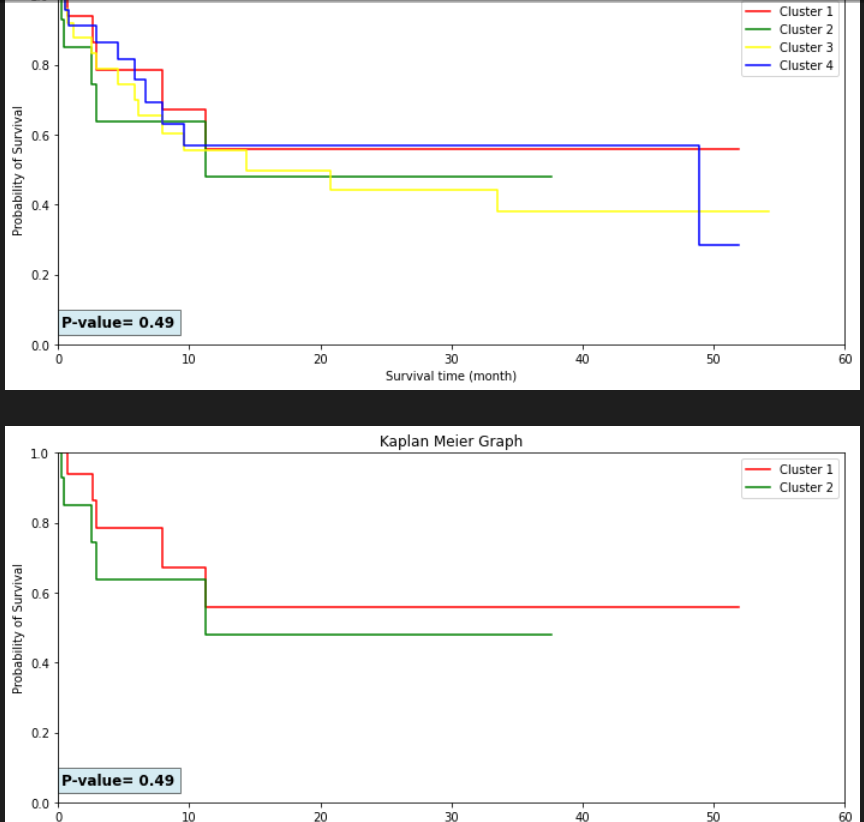 Cluster 1
Cluster 2
Cluster 3
Cluster 4
0.8
0.6
0.4
0.2
0.0
Probability of Survival
P-value= 0.49
0 10 20 30 40 50 60
Survival time (month)
Kaplan Meier Graph
Cluster 1
Cluster 2
1.0
0.8
0.6
0.4
0.2
0.0
Probability of Survival
P-value= 0.49
0 10 20 30 40 50 60